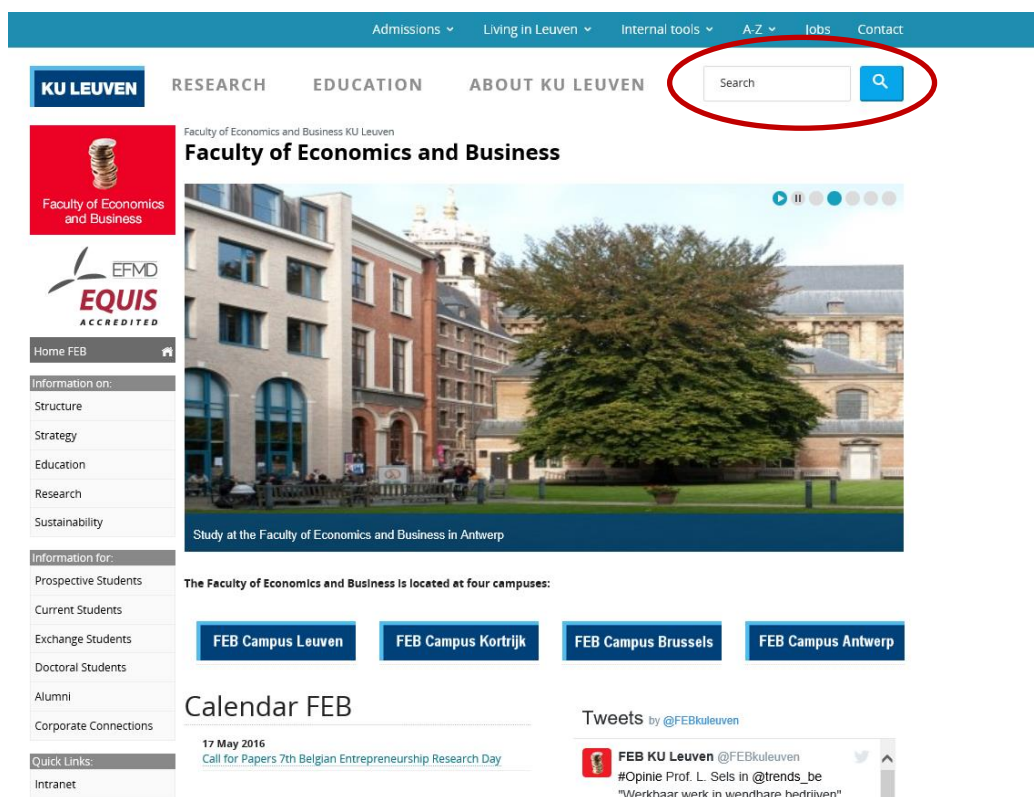 Admissions Living in Leuven Internal tools A-Z Jobs Contact
KU LEUVEN RESEARCH EDUCATION ABOUT KU LEUVEN Search
Faculty of Economics and Business KU Leuven
Faculty of Economics and Business
Faculty of Economics
and Business
EFMD
EQUIS
ACCREDITED
Home FEB
Information on:
Structure
Strategy
Education
Research
Sustainability
Information for:
Prospective Students
Current Students
Exchange Students
Doctoral Students
Alumni
Corporate Connections
Quick Links:
Intranet
Study at the Faculty of Economics and Business in Antwerp
The Faculty of Economics and Business is located at four campuses:
FEB Campus Leuven FEB Campus Kortrijk FEB Campus Brussels FEB Campus Antwerp
Calendar FEB
17 May 2016
Call for Papers 7th Belgian Entrepreneurship Research Day
Tweets by @FEBkuleuven
FEB KU Leuven @FEBkuleuven
#Opinie Prof. L. Sels in @trends_be
"Werkbaar werk in wendbare bedrijven"